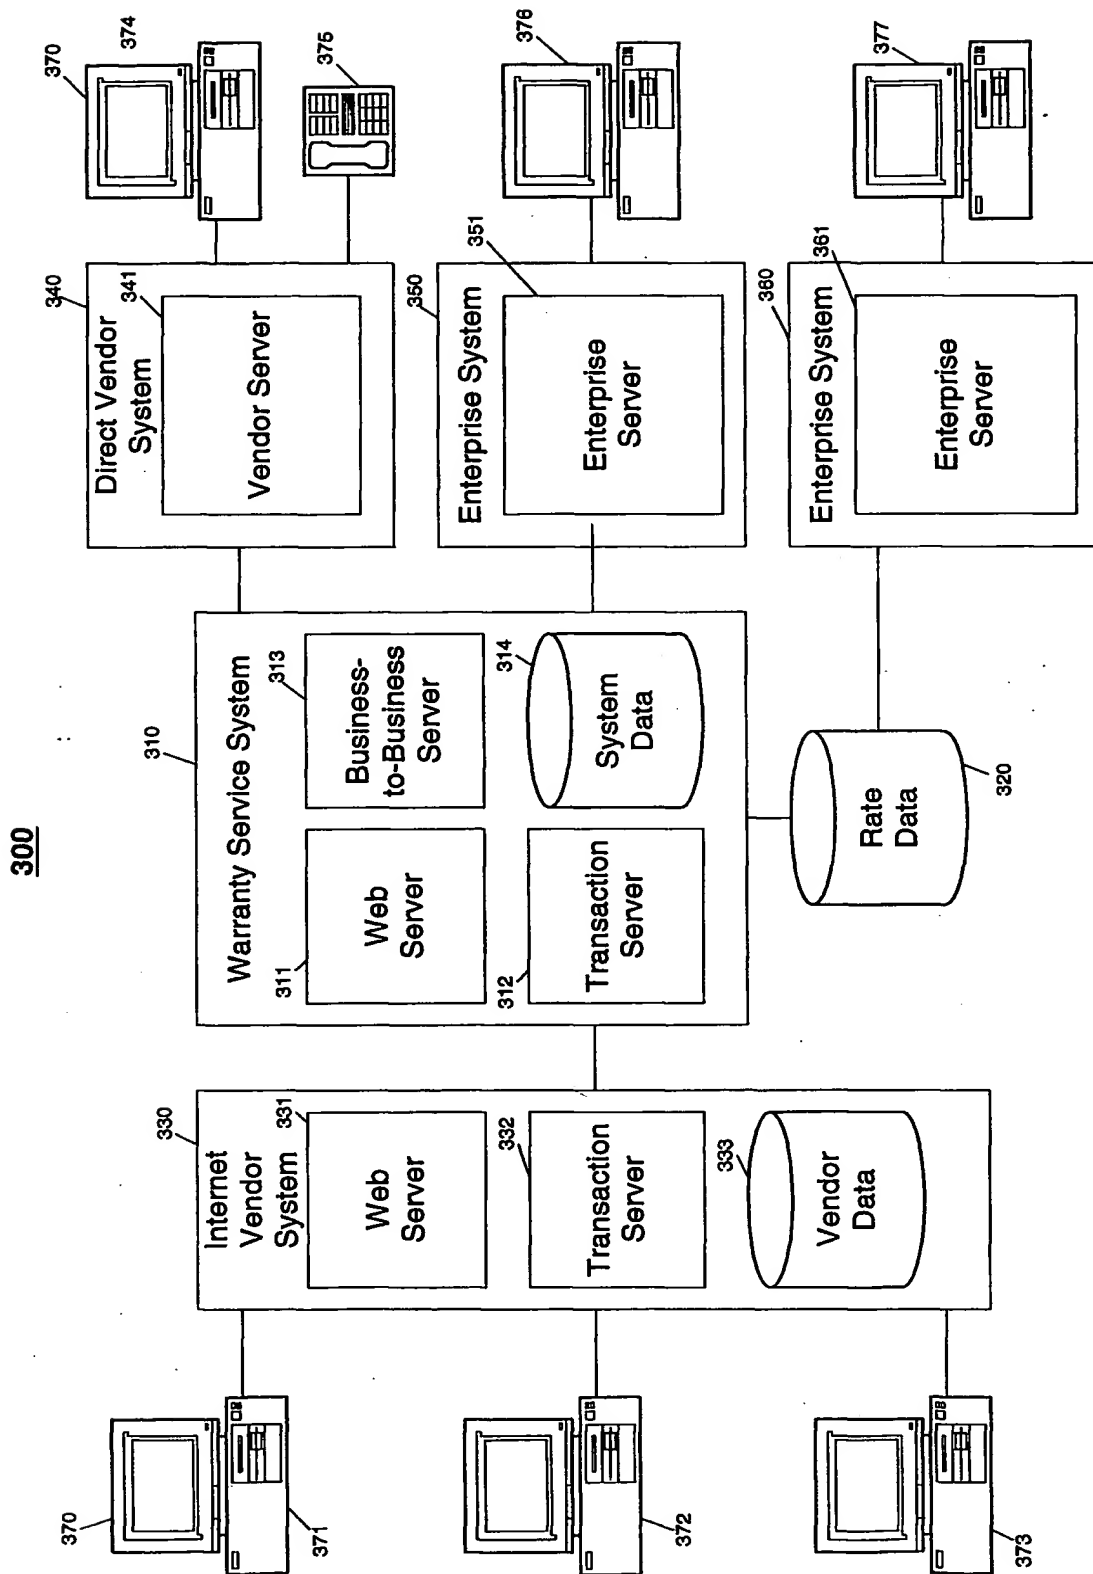 300
370
371
372
373
330
Internet
Vendor
System
331
Web
Server
332
Transaction
Server
333
Vendor
Data
310
Warranty Service System
311
Web
Server
313
Business-
to-Business
Server
312
Transaction
Server
314
System
Data
Rate
Data
320
340
Direct Vendor
System
341
Vendor Server
350
Enterprise System
351
Enterprise
Server
360
Enterprise System
361
Enterprise
Server
370
374
375
376
377